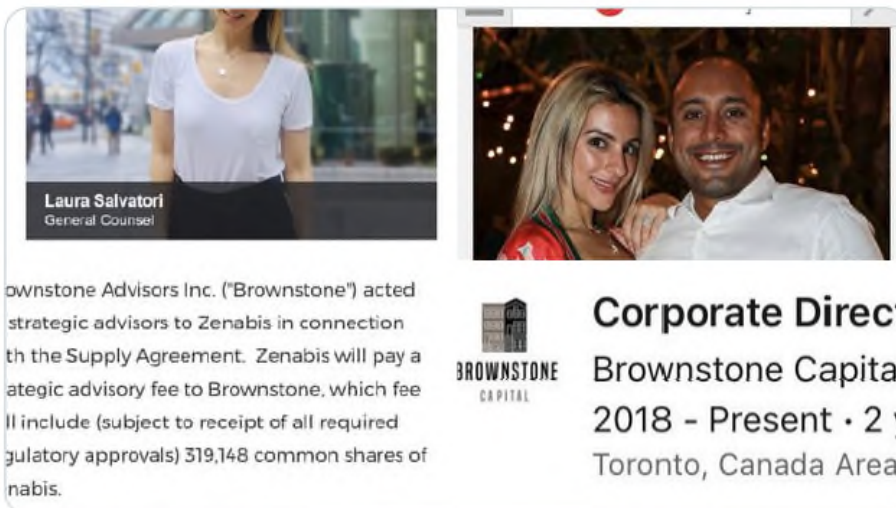 Laura Salvatori
General Counsel
ownstone Advisors Inc. ("Brownstone") acted
strategic advisors to Zenabis in connection
th the Supply Agreement. Zenabis will pay a
ategic advisory fee to Brownstone, which fee
ll include (subject to receipt of all required
gulatory approvals) 319,148 common shares of
nabis.
BROWNSTONE
CAPITAL
Corporate Direc
Brownstone Capita
2018 - Present · 2
Toronto, Canada Area